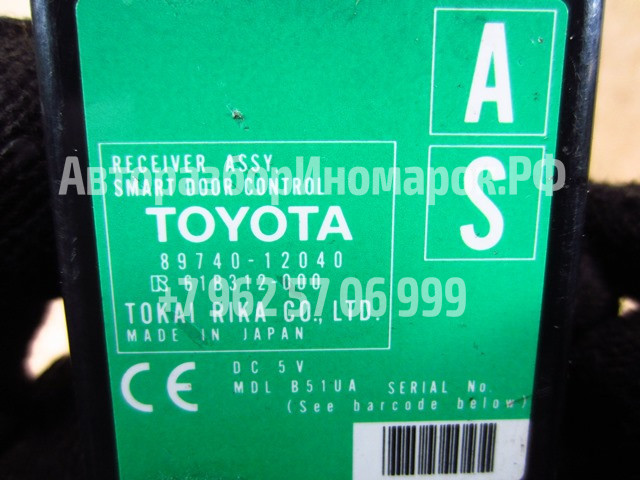 A
S
RECEIVER ASSY
SMART DOOR CONTROL
TOYOTA
89740-12040
61B312-000
TOKAI RIKA CO., LTD.
MADE IN JAPAN
DC 5V
MDL B51UA SERIAL No.
(See barcode below)
АвторазборИномарок.РФ
+7 962 57 06 999
CE